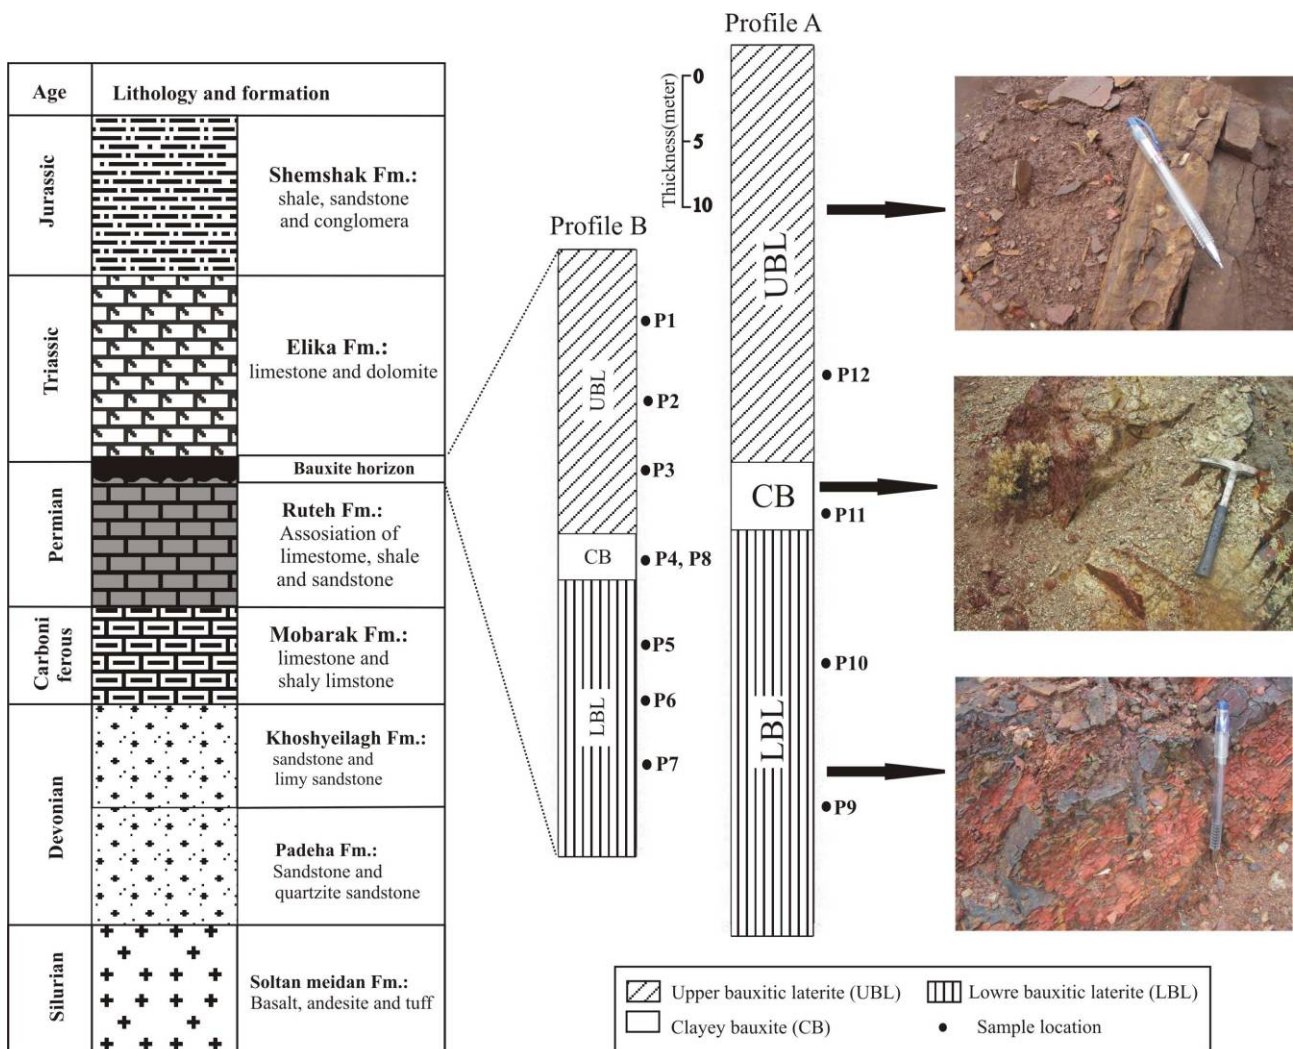 Age
Lithology and formation
Jurassic
Shemshak Fm.:
shale, sandstone
and conglomera
Triassic
Elika Fm.:
limestone and dolomite
Bauxite horizon
Permian
Ruteh Fm.:
Assosiation of
limestome, shale
and sandstone
Carboni
ferous
Mobarak Fm.:
limestone and
shaly limstone
Devonian
Khoshyeilagh Fm.:
sandstone and
limy sandstone
Padeha Fm.:
Sandstone and
quartzite sandstone
Silurian
Soltan meidan Fm.:
Basalt, andesite and tuff
Profile B
UBL
CB
LBL
P1
P2
P3
P4, P8
P5
P6
P7
Profile A
Thickness(meter)
0
5
10
UBL
CB
LBL
P12
P11
P10
P9
Upper bauxitic laterite (UBL)
Lowre bauxitic laterite (LBL)
Clayey bauxite (CB)
Sample location